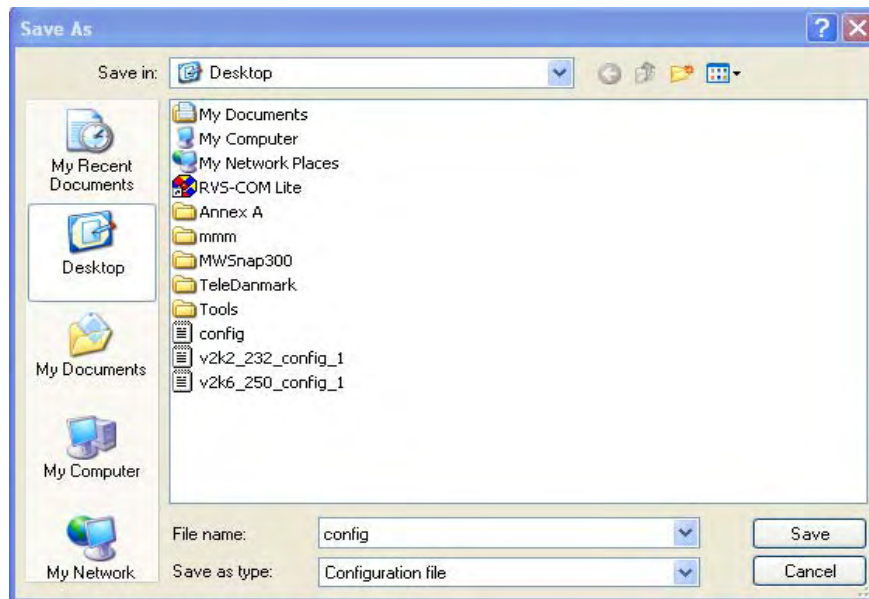 Save As
Save in:
Desktop
My Recent
Documents
Desktop
My Documents
My Computer
My Network
My Documents
My Computer
My Network Places
RVS-COM Lite
Annex A
mmm
MWSnap300
TeleDanmark
Tools
config
v2k2_232_config_1
v2k6_250_config_1
File name:
config
Save
Save as type:
Configuration file
Cancel